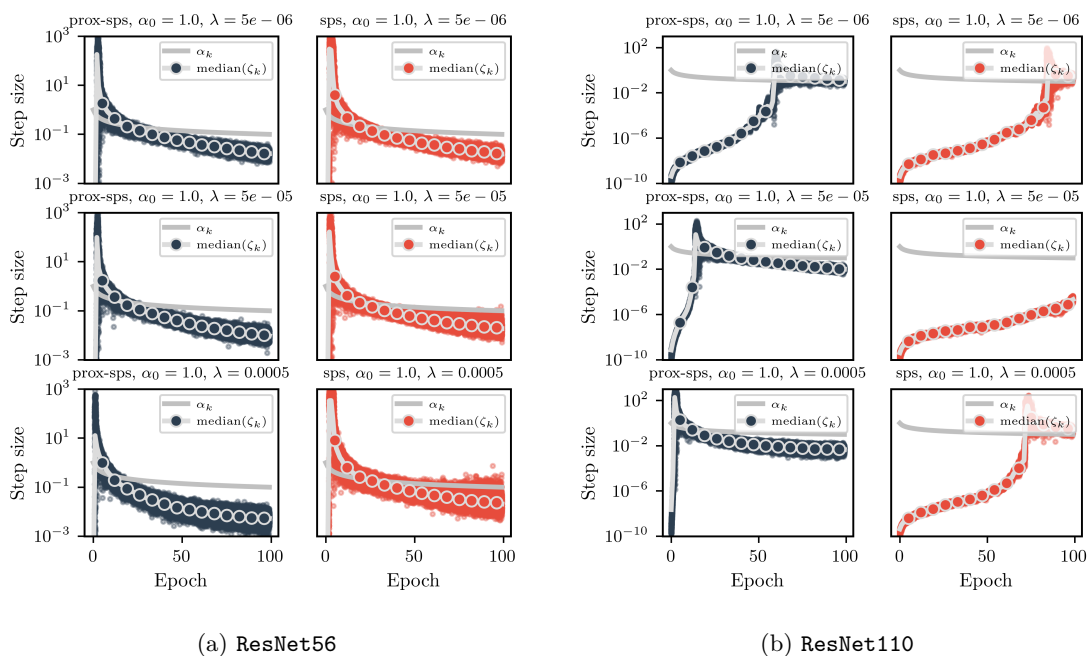 prox-sps, α0 = 1.0, λ = 5e − 06
sps, α0 = 1.0, λ = 5e − 06
prox-sps, α0 = 1.0, λ = 5e − 06
sps, α0 = 1.0, λ = 5e − 06
Step size
10^3
10^1
10^−1
10^−3
αk
median(ζk)
αk
median(ζk)
Step size
10^2
10^−2
10^−6
10^−10
αk
median(ζk)
αk
median(ζk)
prox-sps, α0 = 1.0, λ = 5e − 05
sps, α0 = 1.0, λ = 5e − 05
prox-sps, α0 = 1.0, λ = 5e − 05
sps, α0 = 1.0, λ = 5e − 05
Step size
10^3
10^1
10^−1
10^−3
αk
median(ζk)
αk
median(ζk)
Step size
10^2
10^−2
10^−6
10^−10
αk
median(ζk)
αk
median(ζk)
prox-sps, α0 = 1.0, λ = 0.0005
sps, α0 = 1.0, λ = 0.0005
prox-sps, α0 = 1.0, λ = 0.0005
sps, α0 = 1.0, λ = 0.0005
Step size
10^3
10^1
10^−1
10^−3
αk
median(ζk)
αk
median(ζk)
Step size
10^2
10^−2
10^−6
10^−10
αk
median(ζk)
αk
median(ζk)
0 50 100
0 50 100
0 50 100
0 50 100
Epoch
Epoch
Epoch
Epoch
(a) ResNet56
(b) ResNet110